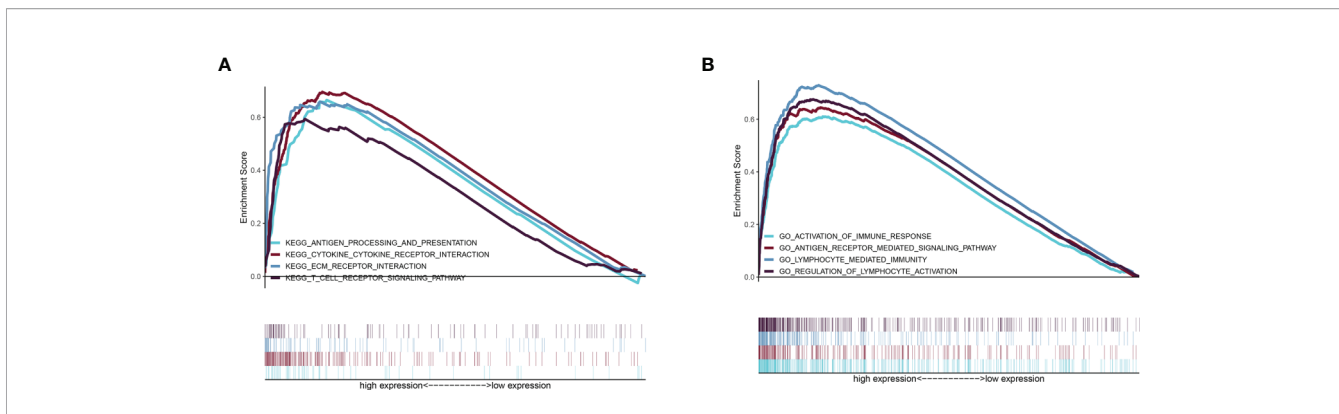 A
Enrichment Score
0.6
0.4
0.2
0.0
KEGG_ANTIGEN_PROCESSING_AND_PRESENTATION
KEGG_CYTOKINE_CYTOKINE_RECEPTOR_INTERACTION
KEGG_ECM_RECEPTOR_INTERACTION
KEGG_T_CELL_RECEPTOR_SIGNALING_PATHWAY
high expression<------------->low expression
B
Enrichment Score
0.6
0.4
0.2
0.0
GO_ACTIVATION_OF_IMMUNE_RESPONSE
GO_ANTIGEN_RECEPTOR_MEDIATED_SIGNALING_PATHWAY
GO_LYMPHOCYTE_MEDIATED_IMMUNITY
GO_REGULATION_OF_LYMPHOCYTE_ACTIVATION
high expression<------------->low expression